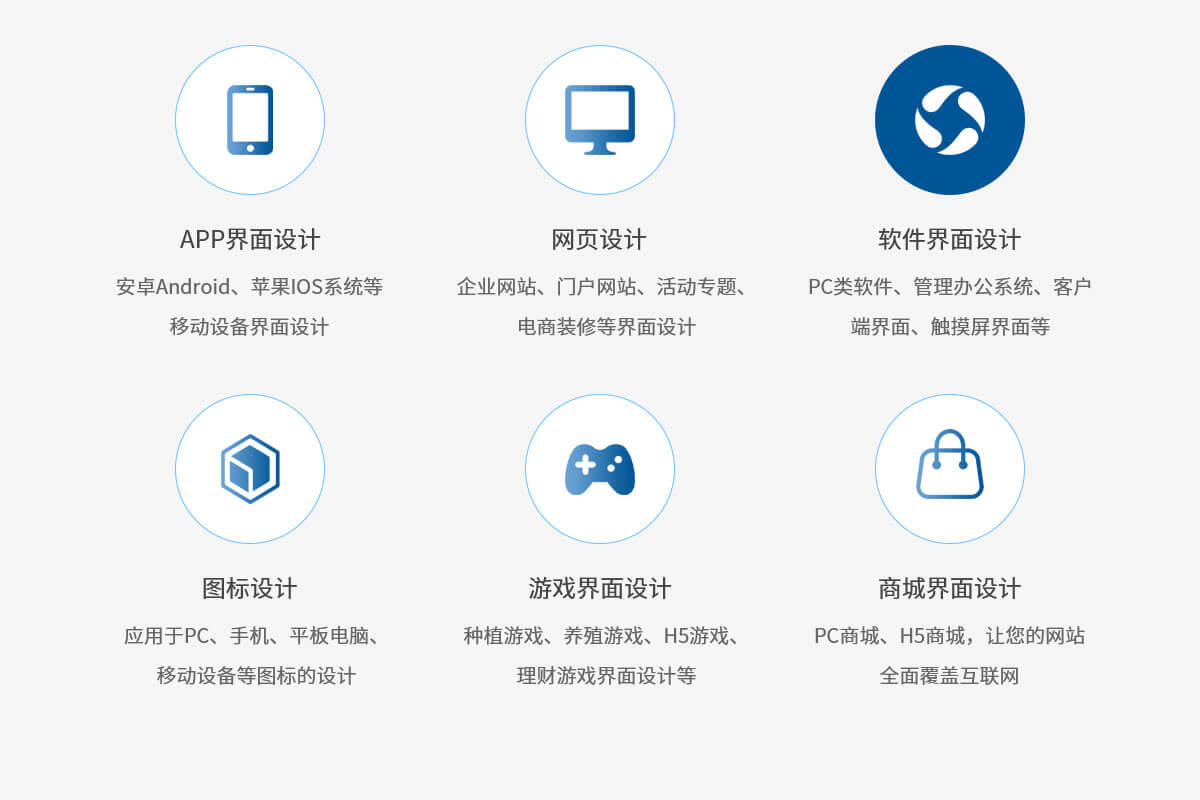 APP界面设计
安卓Android、苹果IOS系统等
移动设备界面设计
网页设计
企业网站、门户网站、活动专题、
电商装修等界面设计
软件界面设计
PC类软件、管理办公系统、客户
端界面、触摸屏界面等
图标设计
应用于PC、手机、平板电脑、
移动设备等图标的设计
游戏界面设计
种植游戏、养殖游戏、H5游戏、
理财游戏界面设计等
商城界面设计
PC商城、H5商城，让您的网站
全面覆盖互联网